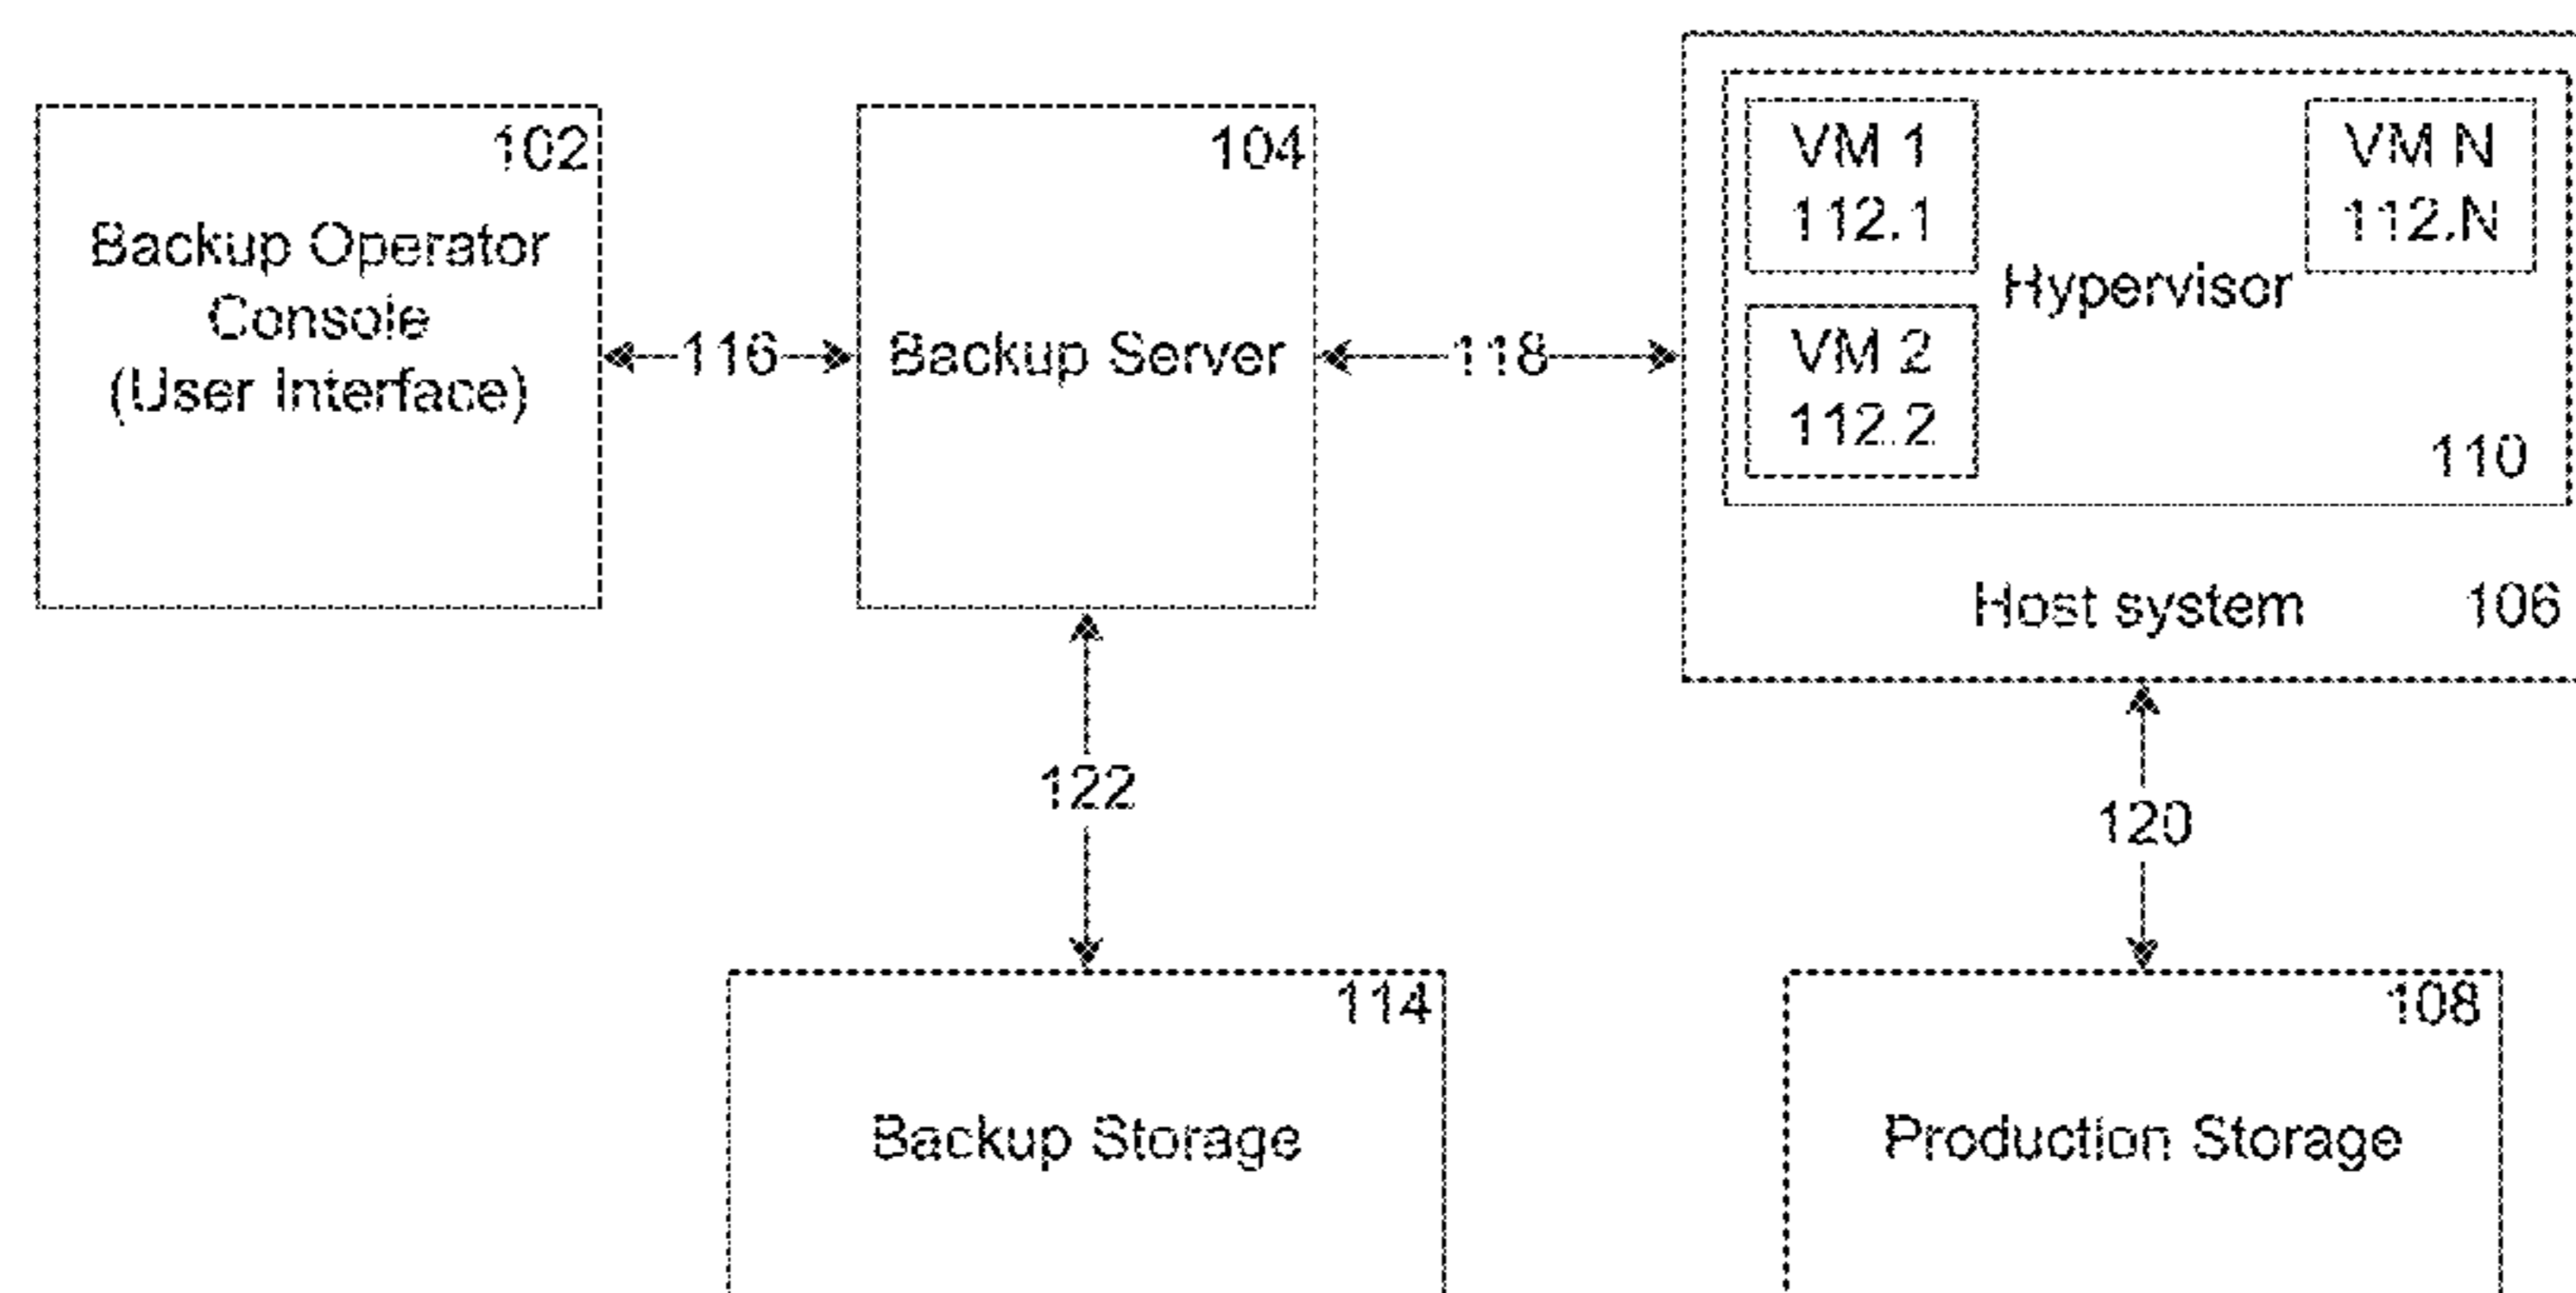 102
Backup Operator
Console
(User Interface)
116
104
Backup Server
118
VM 1
112.1
VM N
112.N
Hypervisor
VM 2
112.2
110
Host system 106
122
120
114
Backup Storage
108
Production Storage